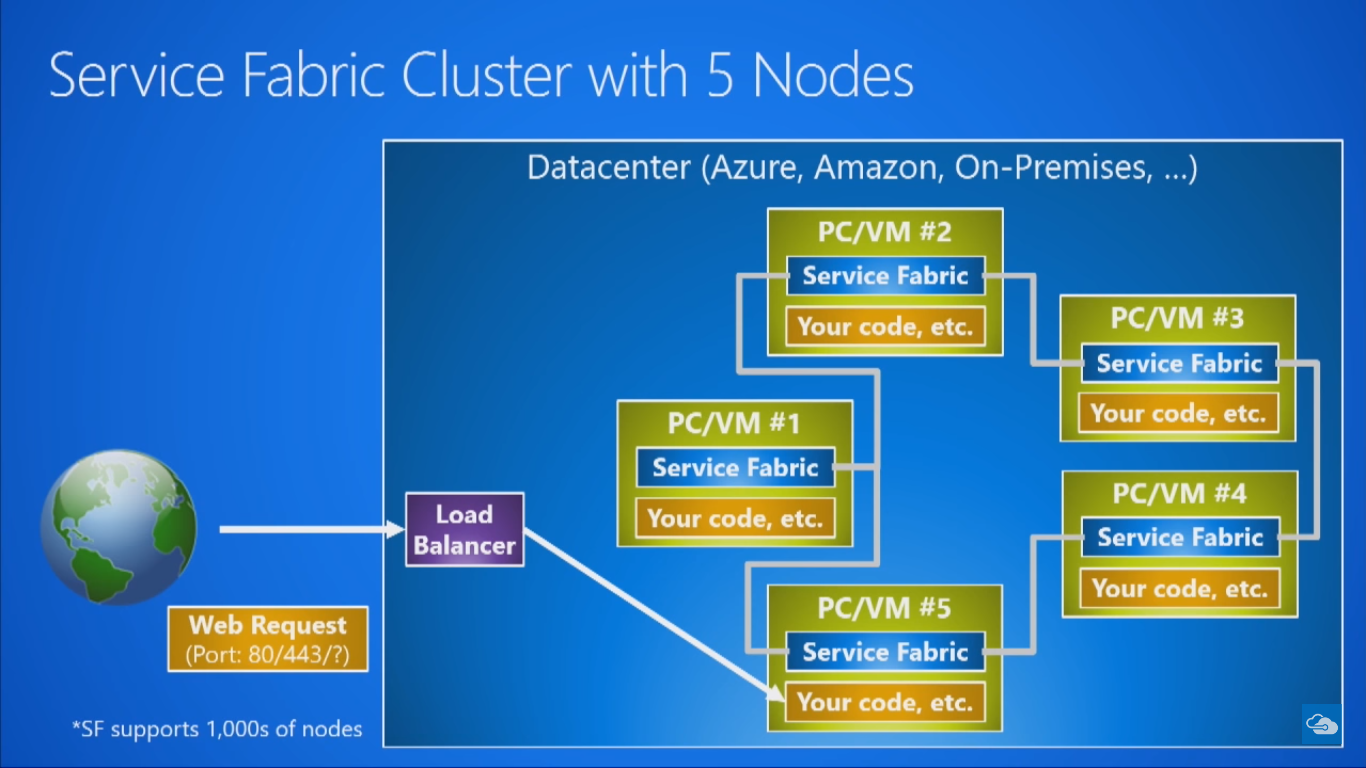 Service Fabric Cluster with 5 Nodes
Datacenter (Azure, Amazon, On-Premises, ...)
PC/VM #2
Service Fabric
Your code, etc.
PC/VM #3
Service Fabric
Your code, etc.
PC/VM #1
Service Fabric
Your code, etc.
PC/VM #4
Service Fabric
Your code, etc.
Load
Balancer
PC/VM #5
Service Fabric
Your code, etc.
Web Request
(Port: 80/443/?)
*SF supports 1,000s of nodes